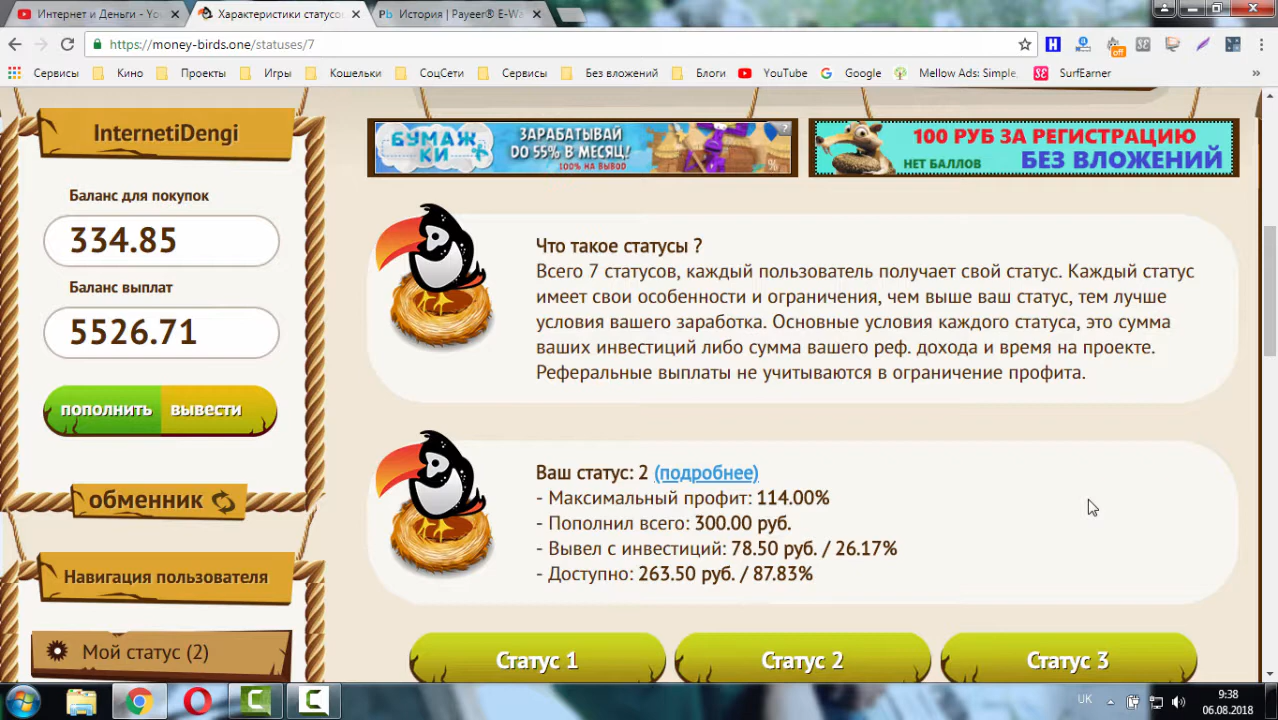 Интернет и Деньги - You
Характеристики статусов
История | Payeer® E-Wa
https://money-birds.one/statuses/7
Сервисы
Кино
Проекты
Игры
Кошельки
СоцСети
Сервисы
Без вложений
Блоги
YouTube
Google
Mellow Ads: Simple,
SurfEarner
off
InternetiDengi
Баланс для покупок
334.85
Баланс выплат
5526.71
пополнить
вывести
обменник
Навигация пользователя
Мой статус (2)
БУМАЖКИ
ЗАРАБАТЫВАЙ
ДО 55% В МЕСЯЦ!
100% НА ВЫВОД
100 РУБ ЗА РЕГИСТРАЦИЮ
НЕТ БАЛЛОВ
БЕЗ ВЛОЖЕНИЙ
Что такое статусы ?
Всего 7 статусов, каждый пользователь получает свой статус. Каждый статус
имеет свои особенности и ограничения, чем выше ваш статус, тем лучше
условия вашего заработка. Основные условия каждого статуса, это сумма
ваших инвестиций либо сумма вашего реф. дохода и время на проекте.
Реферальные выплаты не учитываются в ограничение профита.
Ваш статус: 2 (подробнее)
- Максимальный профит: 114.00%
- Пополнил всего: 300.00 руб.
- Вывел с инвестиций: 78.50 руб. / 26.17%
- Доступно: 263.50 руб. / 87.83%
Статус 1
Статус 2
Статус 3
UK
9:38
06.08.2018